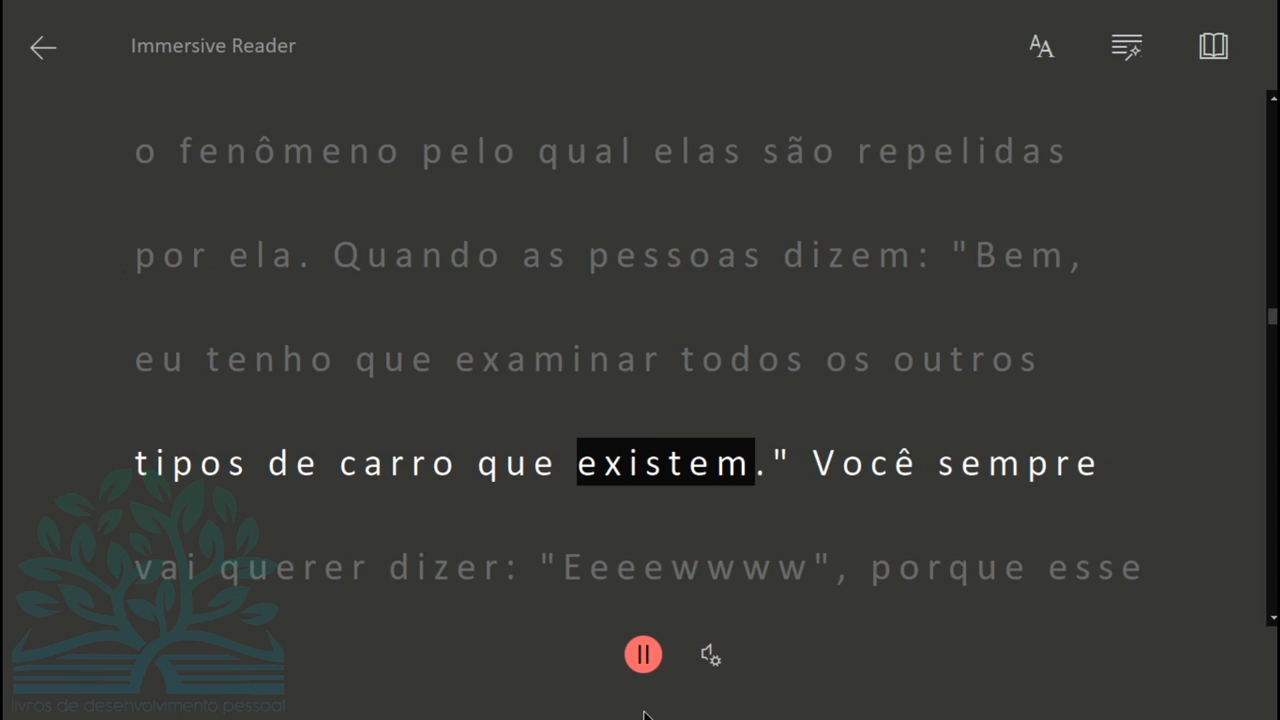 Immersive Reader
o fenômeno pelo qual elas são repelidas
por ela. Quando as pessoas dizem: "Bem,
eu tenho que examinar todos os outros
tipos de carro que existem." Você sempre
vai querer dizer: "Eeeewwww", porque esse
livros de desenvolvimento pessoal